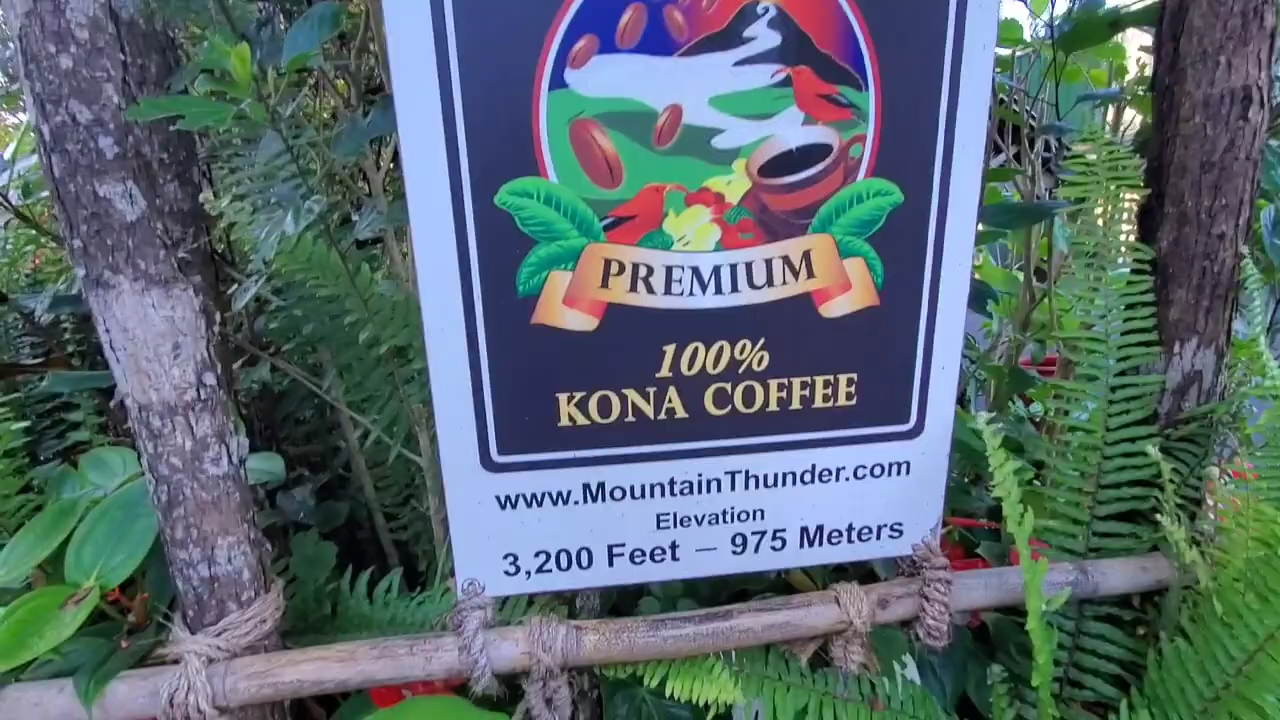 PREMIUM
100%
KONA COFFEE
www.MountainThunder.com
Elevation
3,200 Feet – 975 Meters